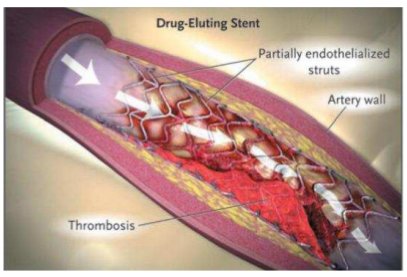 Drug-Eluting Stent
Partially endothelialized
struts
Artery wall
Thrombosis